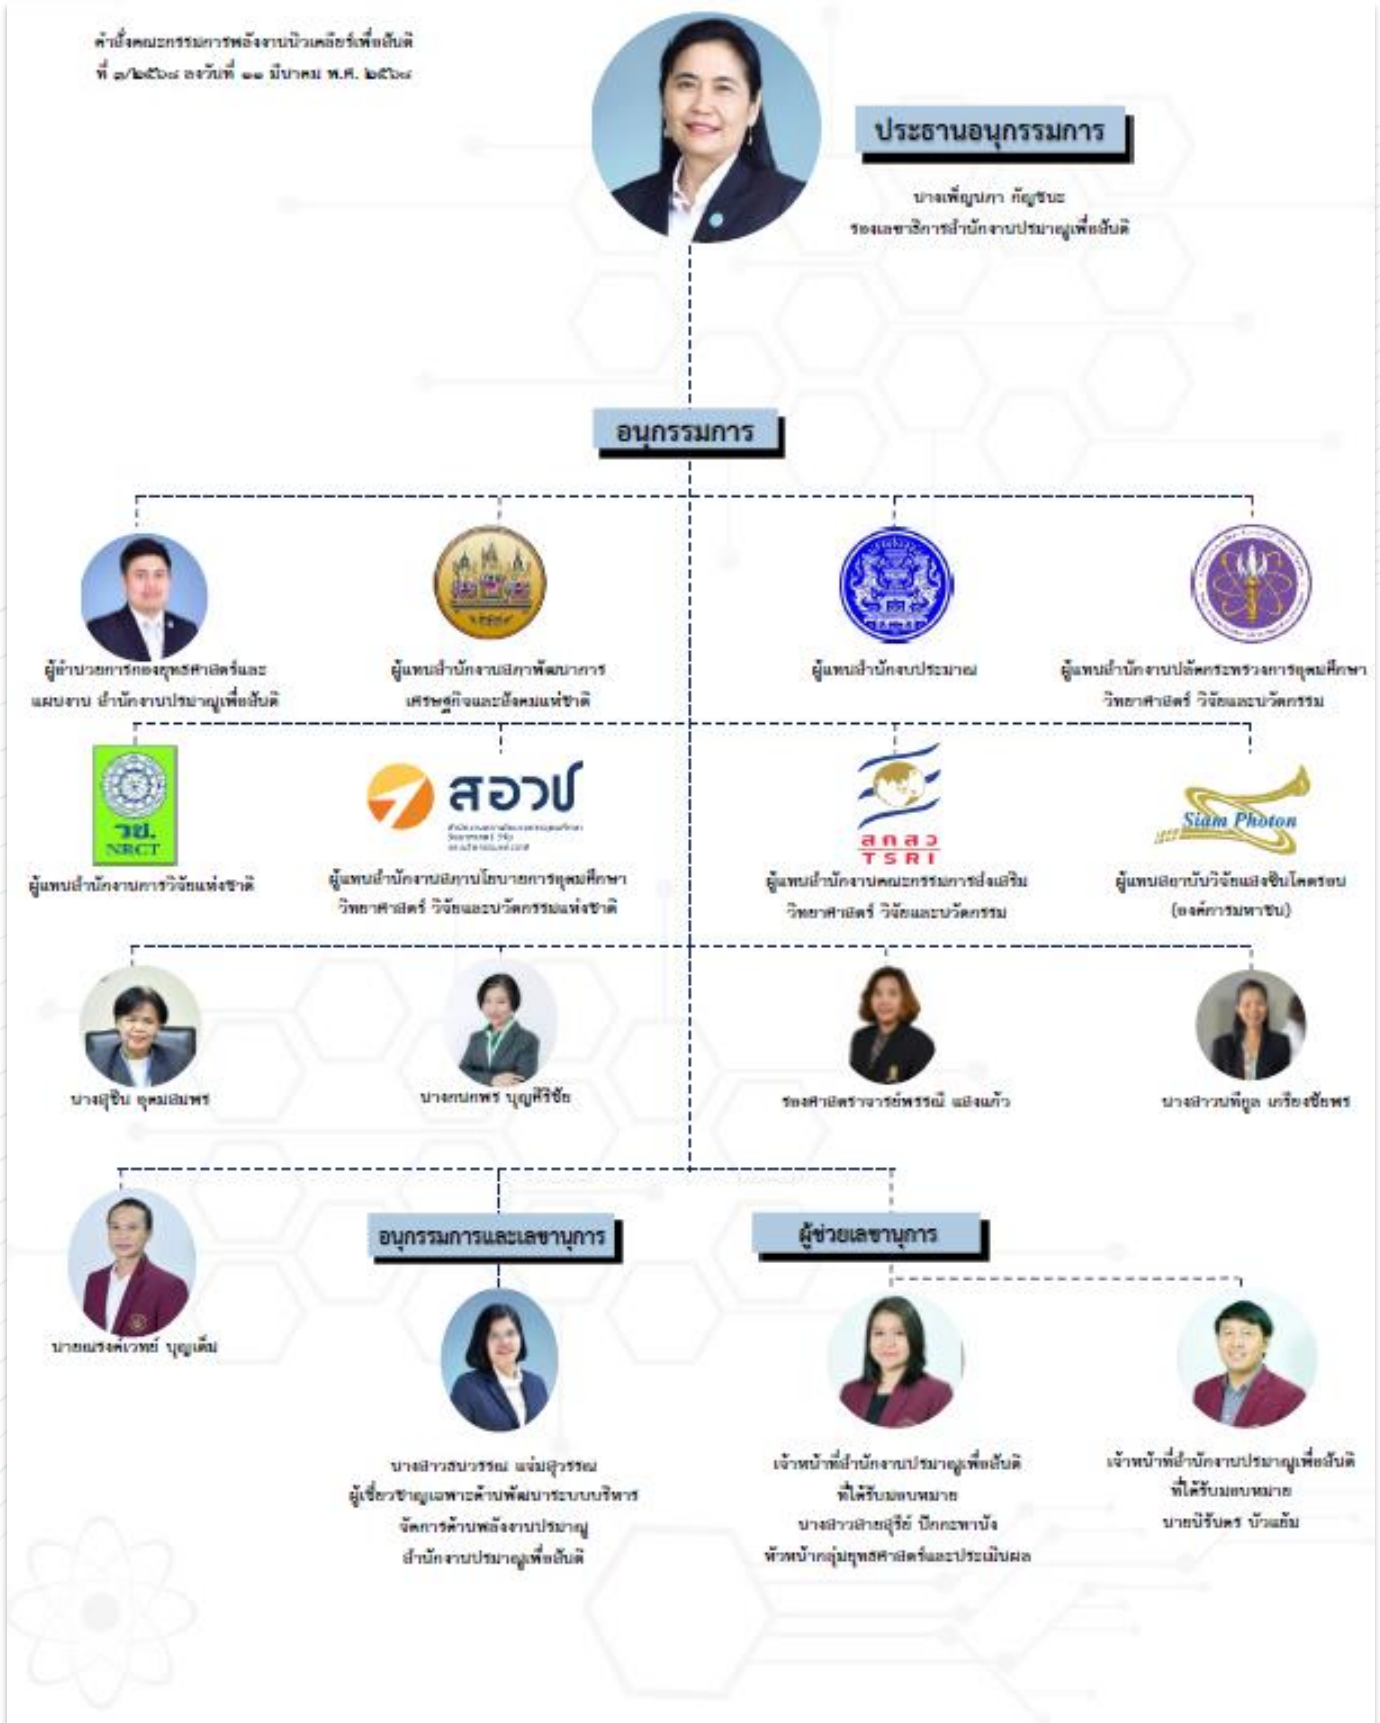 คำสั่งคณะกรรมการพลังงานนิวเคลียร์เพื่อสันติ
ที่ ๓/๒๕๖๘ ลงวันที่ ๑๑ มีนาคม พ.ศ. ๒๕๖๘
ประธานอนุกรรมการ
นางเพ็ญนภา กัญชนะ
รองเลขาธิการสำนักงานปรมาณูเพื่อสันติ
อนุกรรมการ
ผู้อำนวยการกองยุทธศาสตร์และ
แผนงาน สำนักงานปรมาณูเพื่อสันติ
ผู้แทนสำนักงานสภาพัฒนาการ
เศรษฐกิจและสังคมแห่งชาติ
ผู้แทนสำนักงบประมาณ
ผู้แทนสำนักงานปลัดกระทรวงการอุดมศึกษา
วิทยาศาสตร์ วิจัยและนวัตกรรม
วช.
NRCT
ผู้แทนสำนักงานการวิจัยแห่งชาติ
สอวช
ผู้แทนสำนักงานสภานโยบายการอุดมศึกษา
วิทยาศาสตร์ วิจัยและนวัตกรรมแห่งชาติ
สกสว
TSRI
ผู้แทนสำนักงานคณะกรรมการส่งเสริม
วิทยาศาสตร์ วิจัยและนวัตกรรม
Siam Photon
ผู้แทนสถาบันวิจัยแสงซินโครตรอน
(องค์การมหาชน)
นางสุชิน อุดมสมพร
นางกนกพร บุญศิริชัย
รองศาสตราจารย์พรรณี แสงแก้ว
นางสาวนทีกูล เกรียงชัยพร
นายณรงค์เวทย์ บุญเต็ม
อนุกรรมการและเลขานุการ
นางสาวธนวรรณ แจ่มสุวรรณ
ผู้เชี่ยวชาญเฉพาะด้านพัฒนาระบบบริหาร
จัดการด้านพลังงานปรมาณู
สำนักงานปรมาณูเพื่อสันติ
ผู้ช่วยเลขานุการ
เจ้าหน้าที่สำนักงานปรมาณูเพื่อสันติ
ที่ได้รับมอบหมาย
นางสาวสายสุรีย์ ปักกะทานัง
หัวหน้ากลุ่มยุทธศาสตร์และประเมินผล
เจ้าหน้าที่สำนักงานปรมาณูเพื่อสันติ
ที่ได้รับมอบหมาย
นายนิรันดร บัวแย้ม